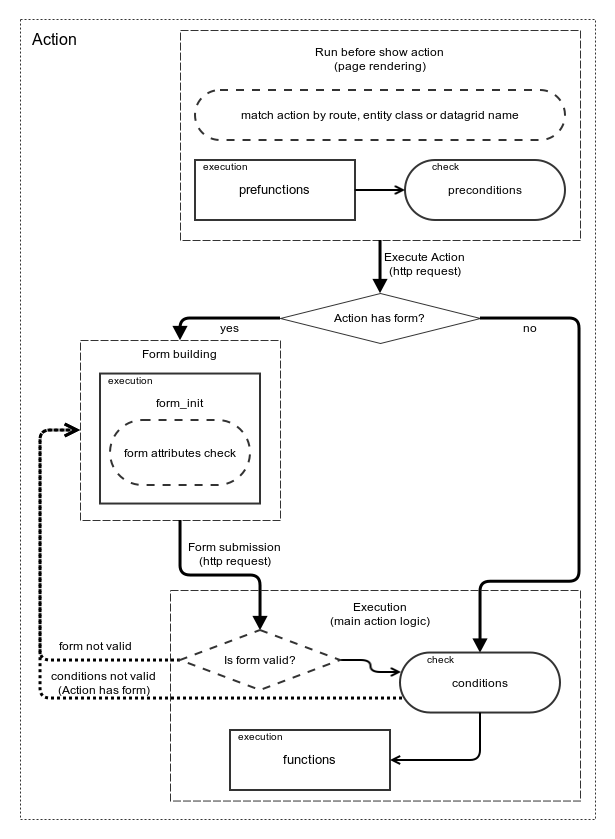 Action
Run before show action
(page rendering)
match action by route, entity class or datagrid name
execution
prefunctions
check
preconditions
Execute Action
(http request)
Action has form?
yes
no
Form building
execution
form_init
form attributes check
Form submission
(http request)
Execution
(main action logic)
form not valid
Is form valid?
check
conditions
conditions not valid
(Action has form)
execution
functions